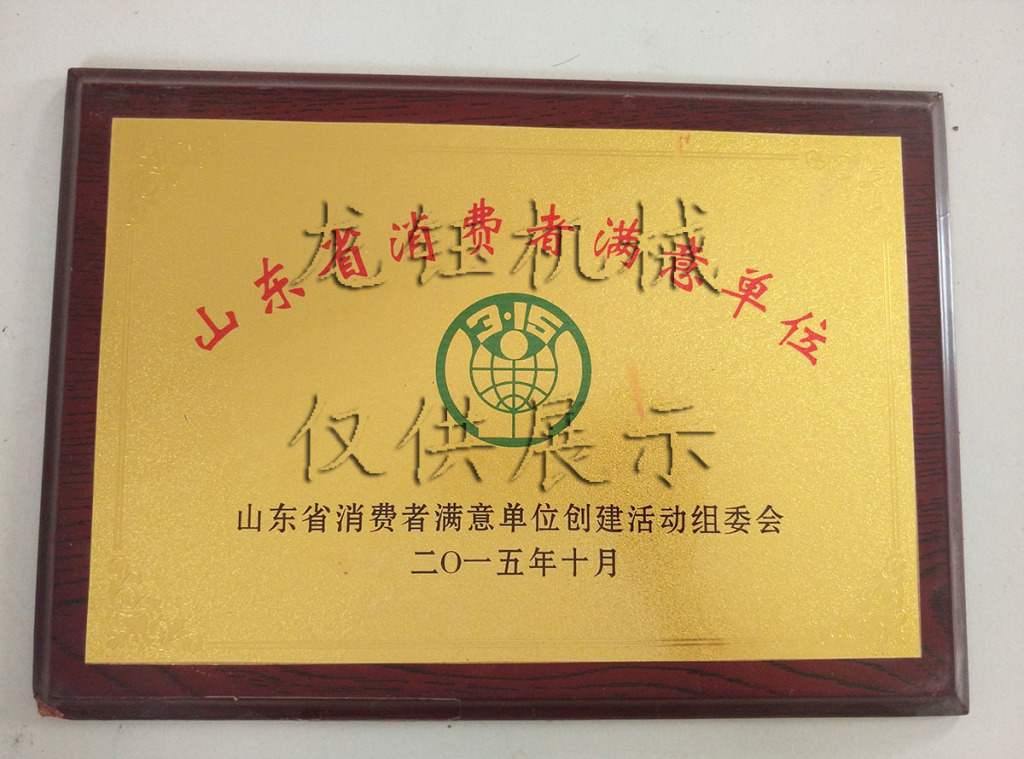 山东省消费者满意单位
龙钰机械
3·15
仅供展示
山东省消费者满意单位创建活动组委会
二〇一五年十月